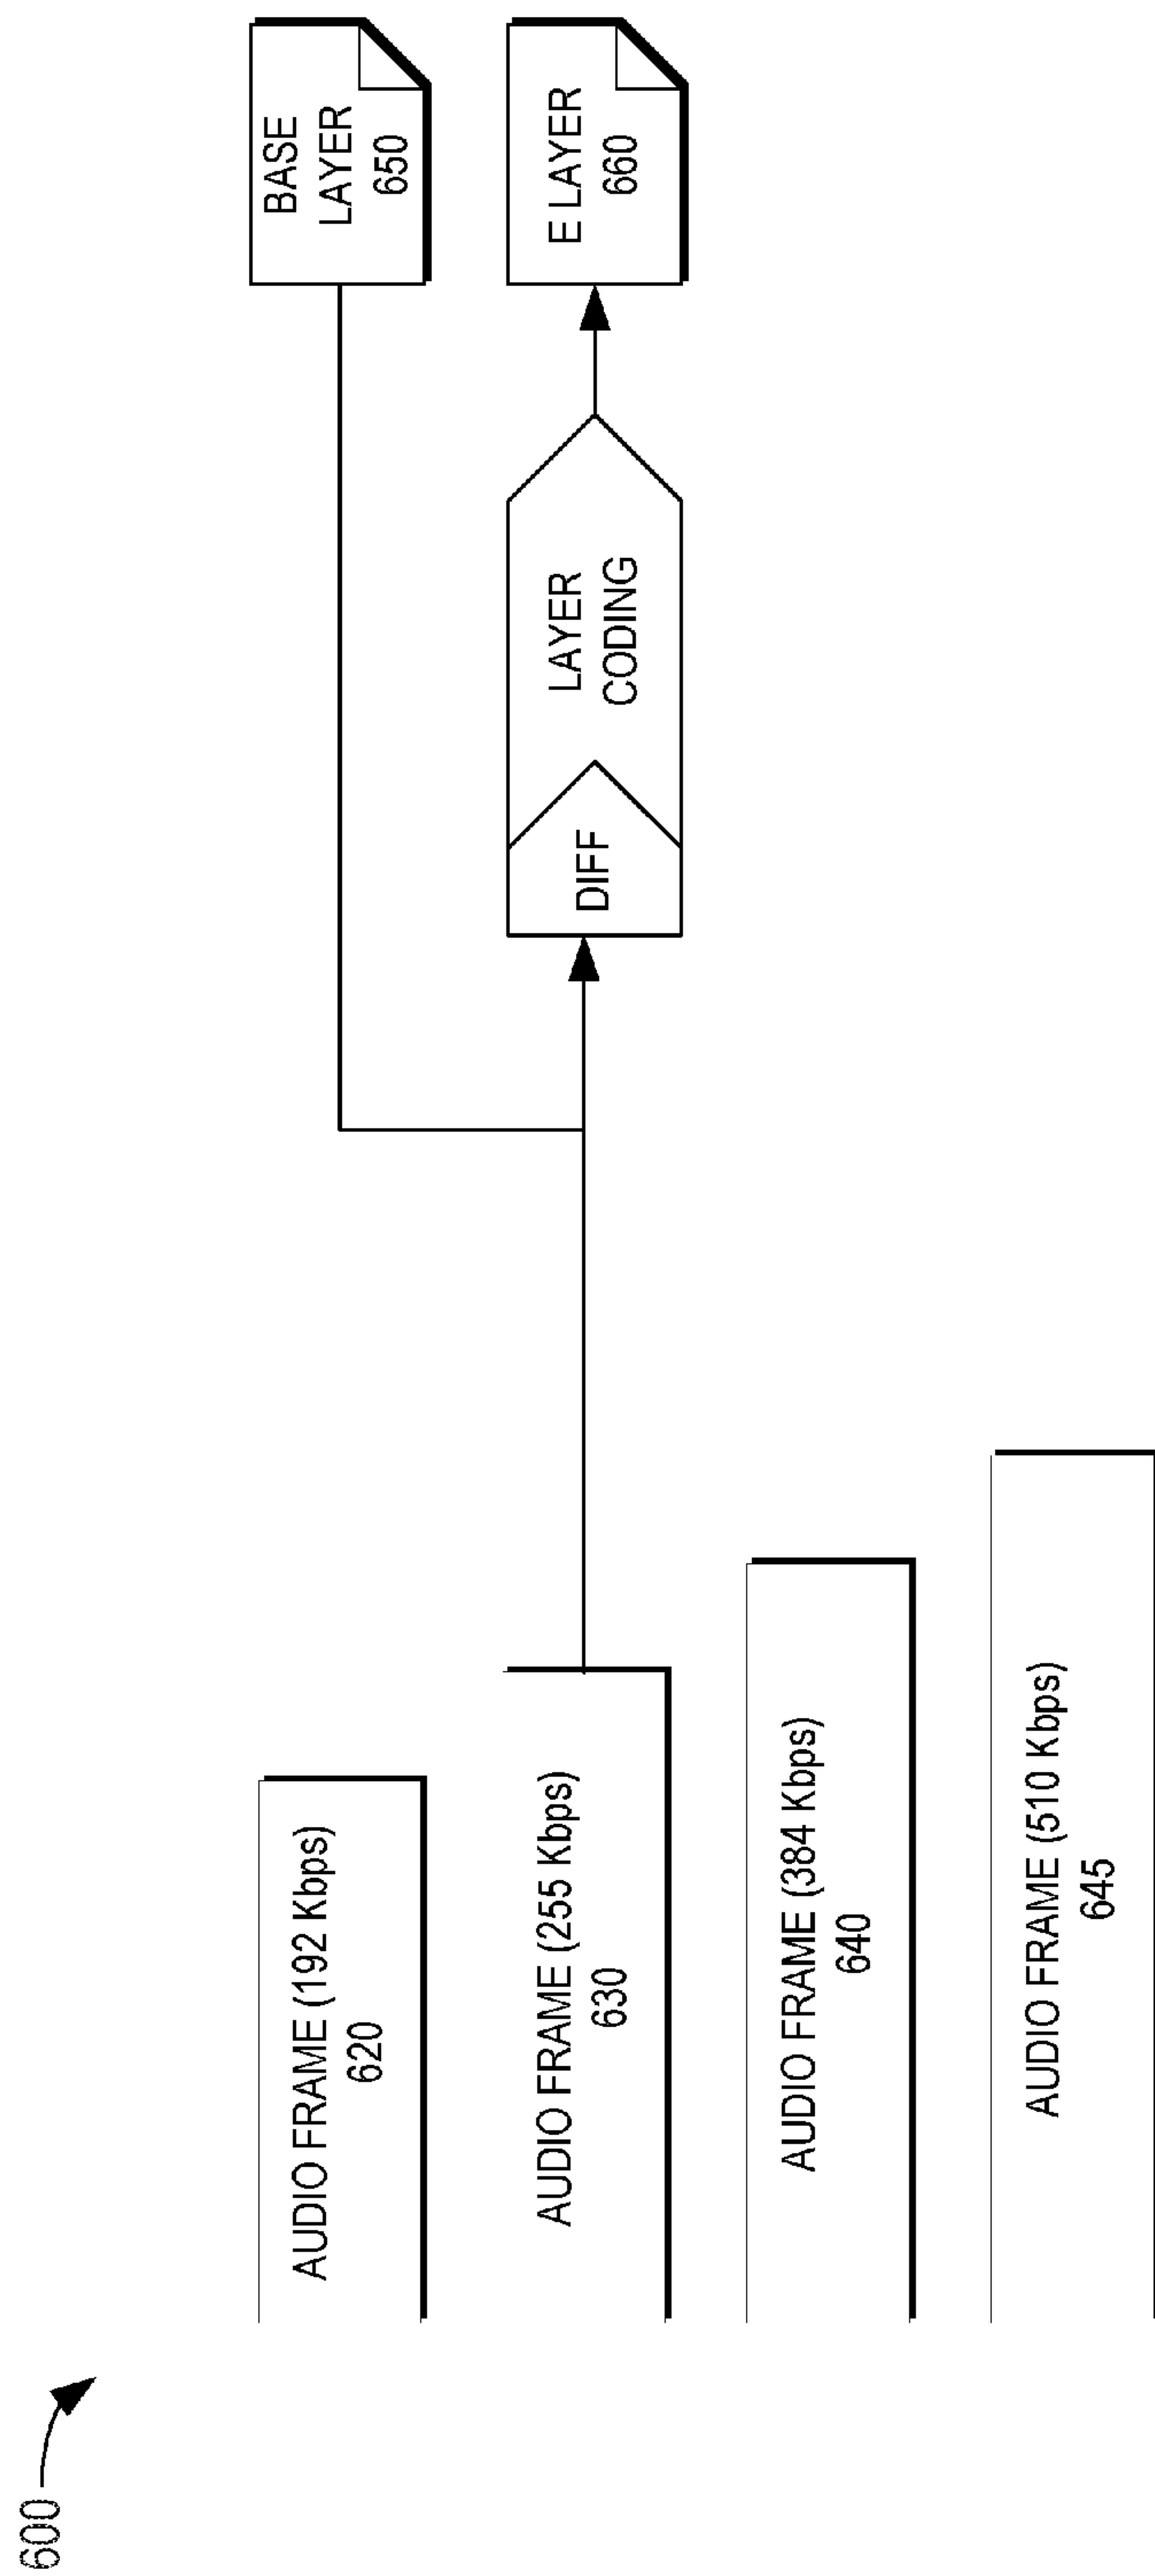 600
AUDIO FRAME (192 Kbps)
620
BASE
LAYER
650
AUDIO FRAME (255 Kbps)
630
DIFF
LAYER
CODING
E LAYER
660
AUDIO FRAME (384 Kbps)
640
AUDIO FRAME (510 Kbps)
645